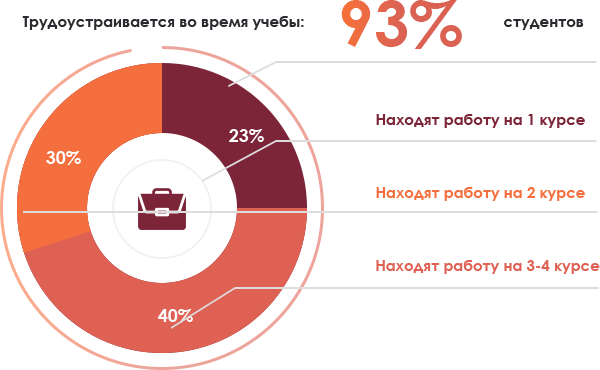 Трудоустраивается во время учебы: 93% студентов
23%
Находят работу на 1 курсе
30%
Находят работу на 2 курсе
Находят работу на 3-4 курсе
40%